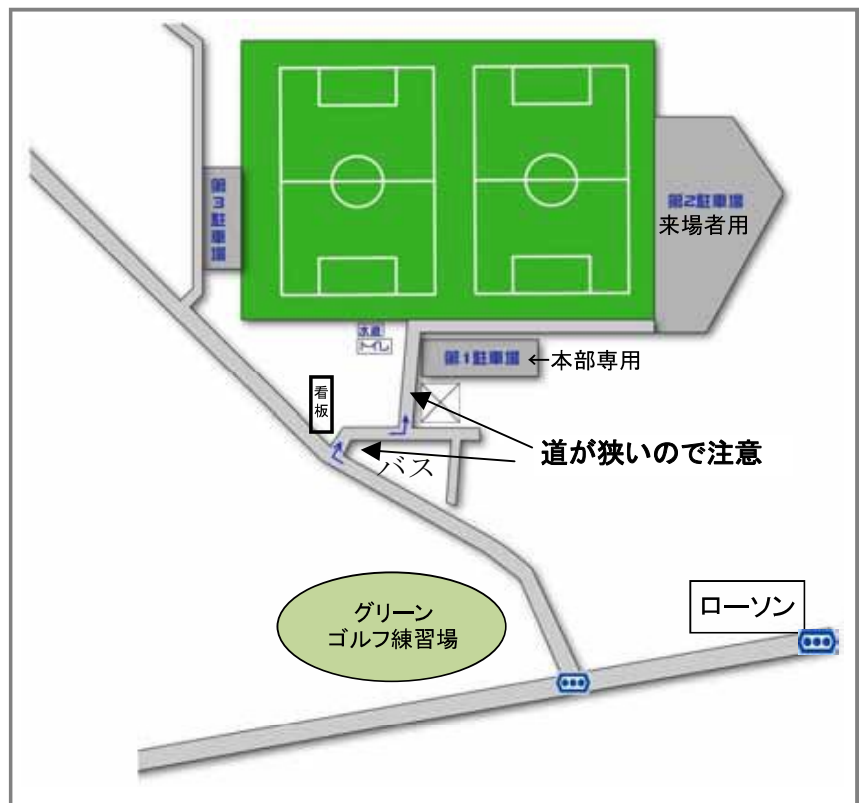 第3駐車場
第2駐車場
来場者用
水道
トイレ
第1駐車場
←本部専用
看板
道が狭いので注意
バス
グリーン
ゴルフ練習場
ローソン